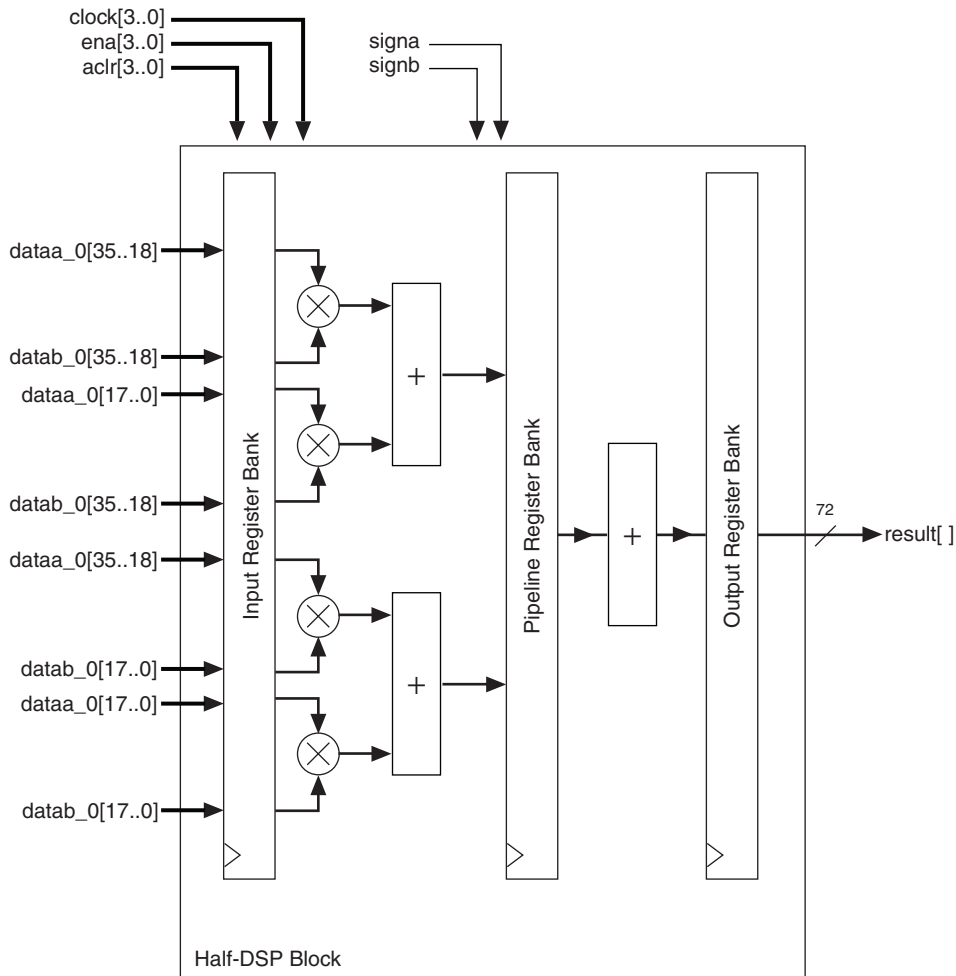 clock[3..0]
ena[3..0]
aclr[3..0]
signa
signb
dataa_0[35..18]
datab_0[35..18]
dataa_0[17..0]
datab_0[35..18]
dataa_0[35..18]
datab_0[17..0]
dataa_0[17..0]
datab_0[17..0]
Input Register Bank
+
+
Pipeline Register Bank
+
Output Register Bank
72
result[ ]
Half-DSP Block